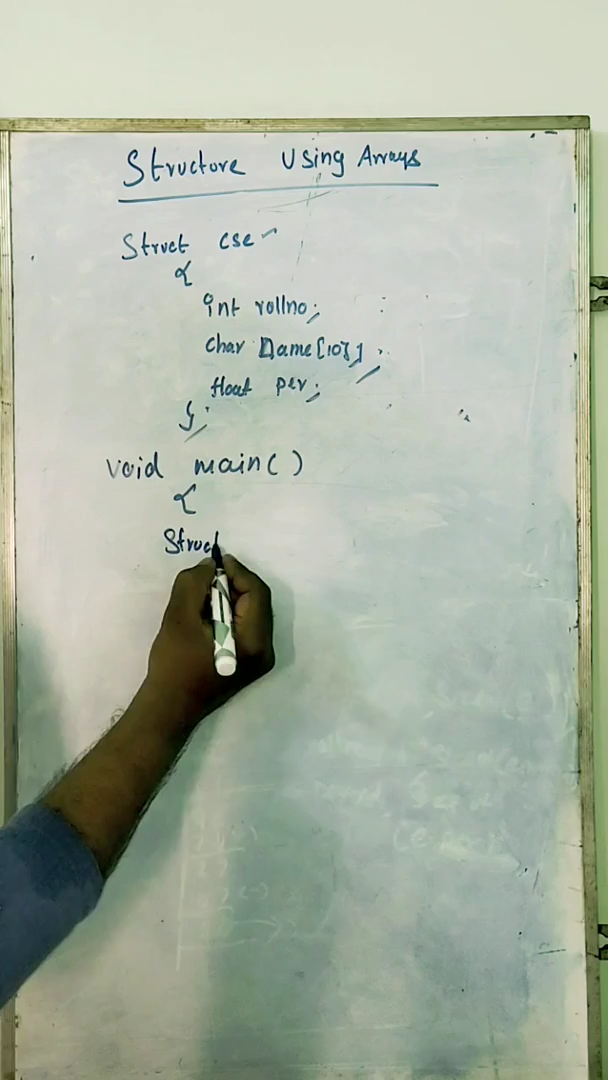 Structure Using Arrays
Struct cse
{
int rollno;
char Name[10];
float per;
};
void main()
{
Struct